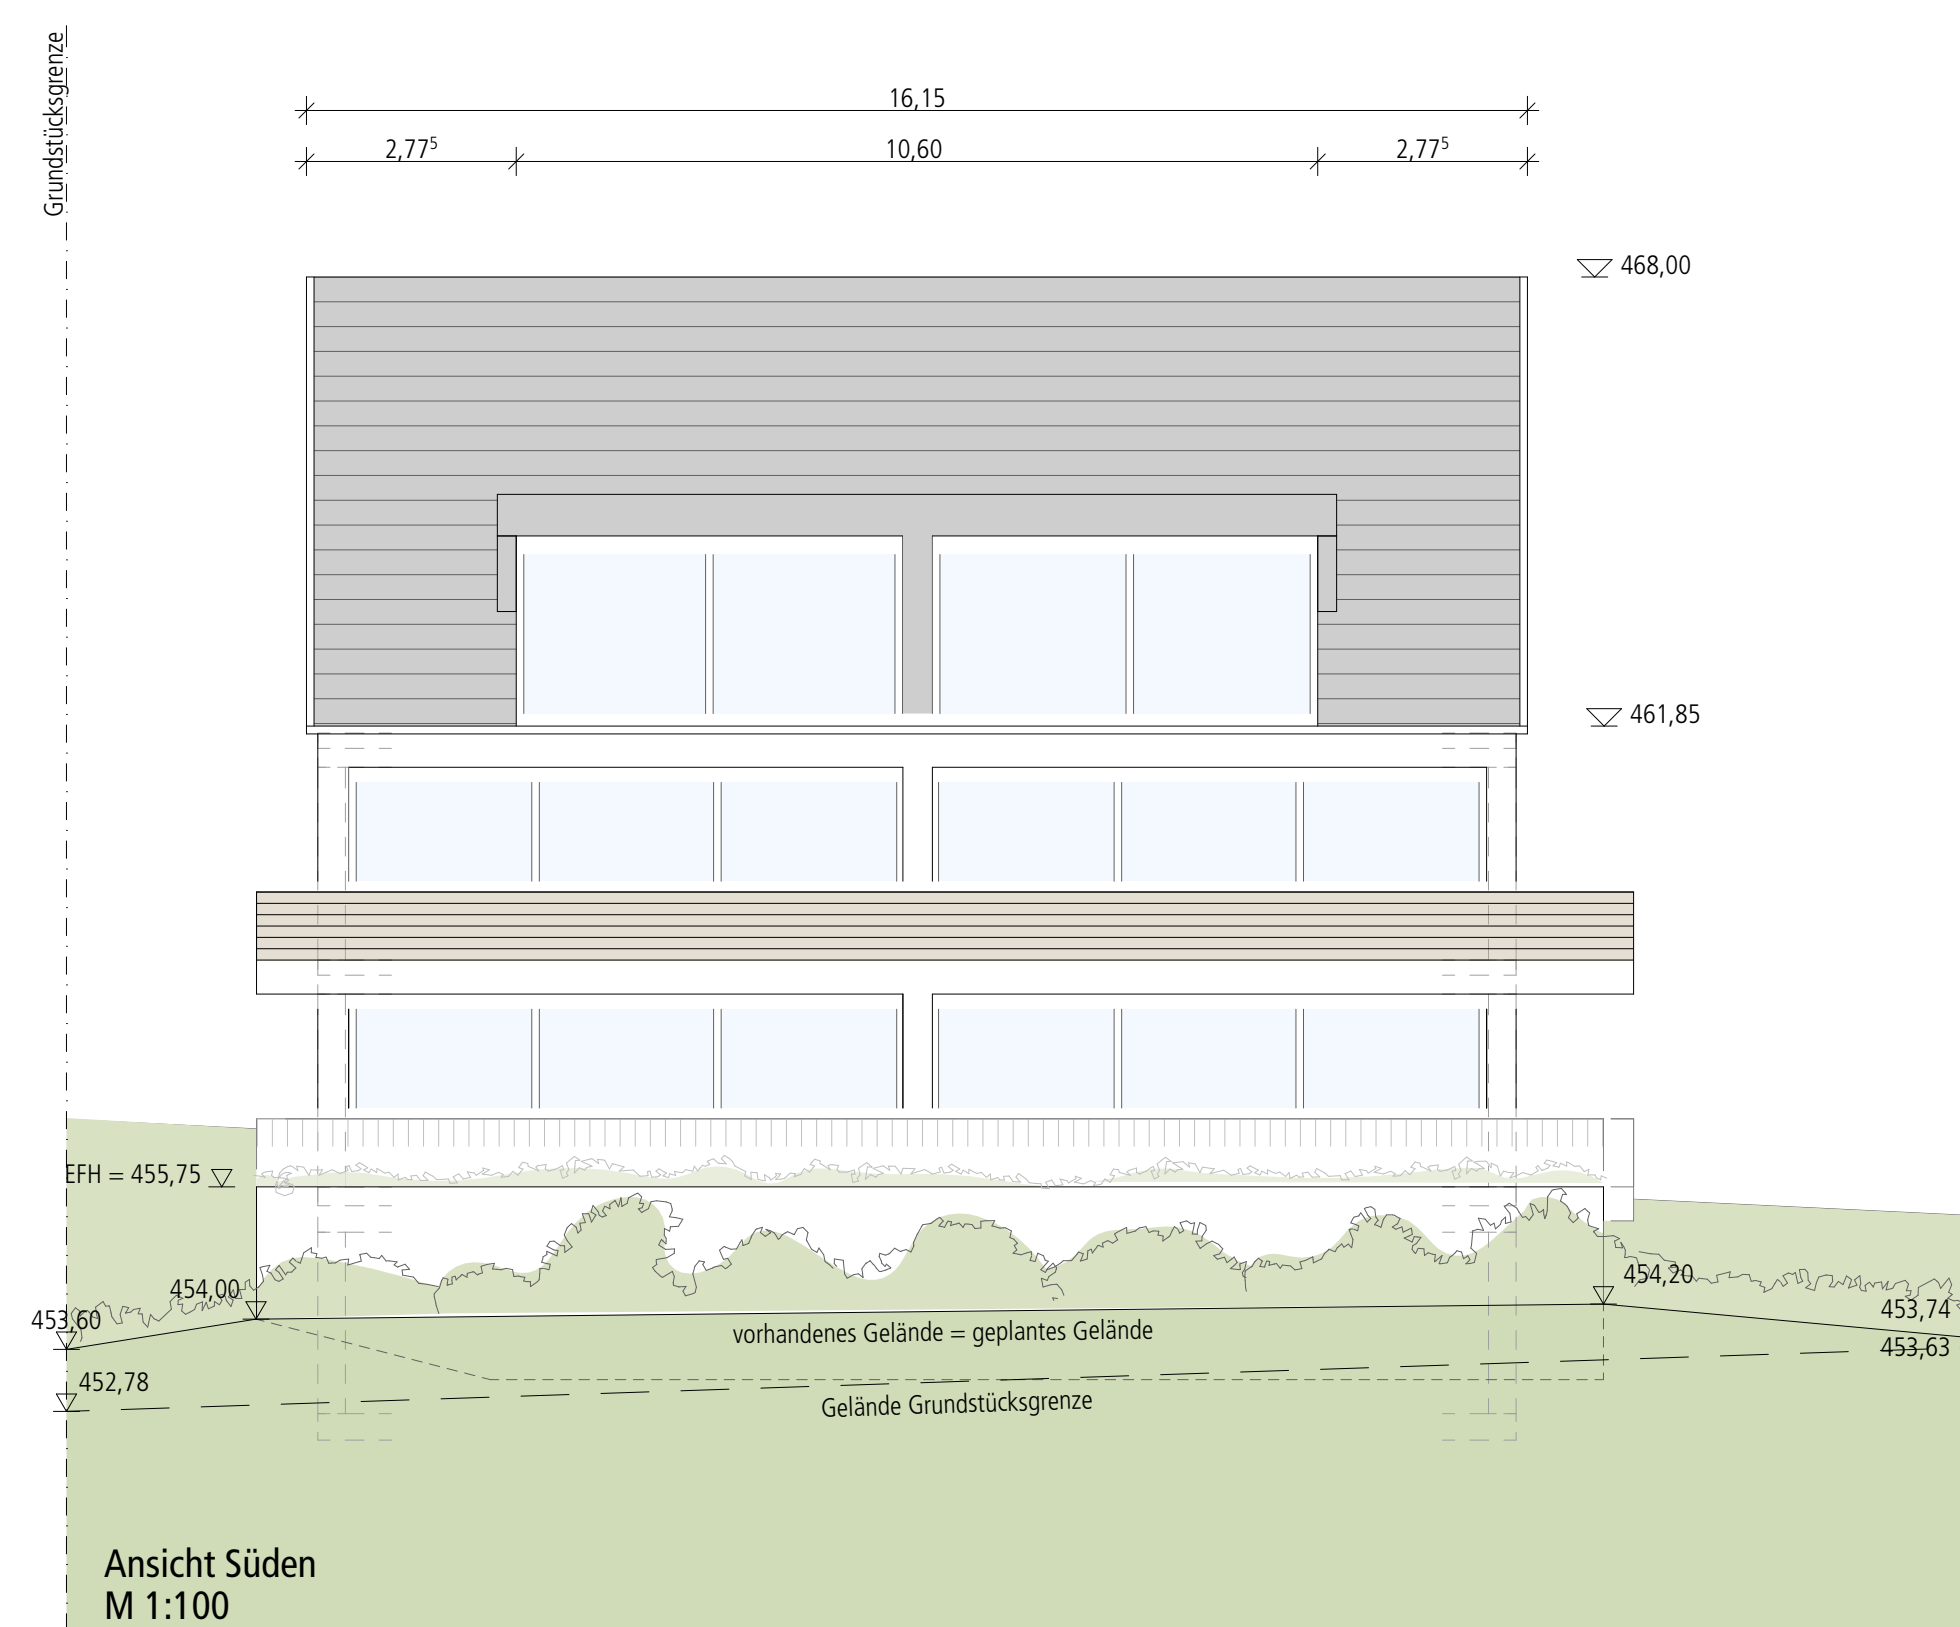 Grundstücksgrenze
16,15
2,77⁵
10,60
2,77⁵
468,00
461,85
EFH = 455,75
454,00
454,20
453,60
453,74
vorhandenes Gelände = geplantes Gelände
453,63
452,78
Gelände Grundstücksgrenze
Ansicht Süden
M 1:100